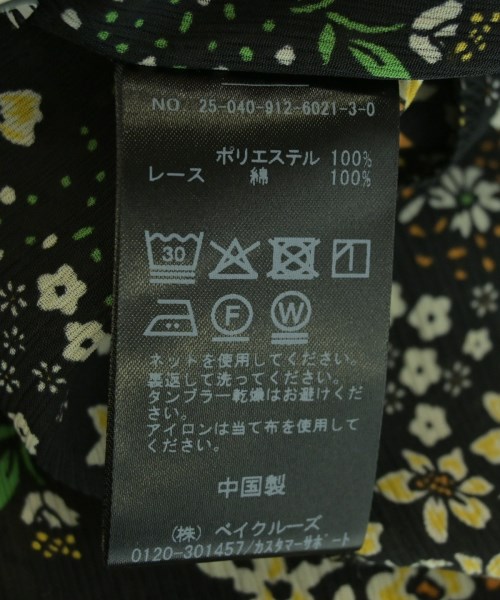 NO. 25-040-912-6021-3-0
ポリエステル 100%
レース 綿 100%
30
F W
ネットを使用してください。
裏返して洗ってください。
タンブラー乾燥はお避けくだ
さい。
アイロンは当て布を使用して
ください。
中国製
(株) ベイクルーズ
0120-301457/カスタマーサポート